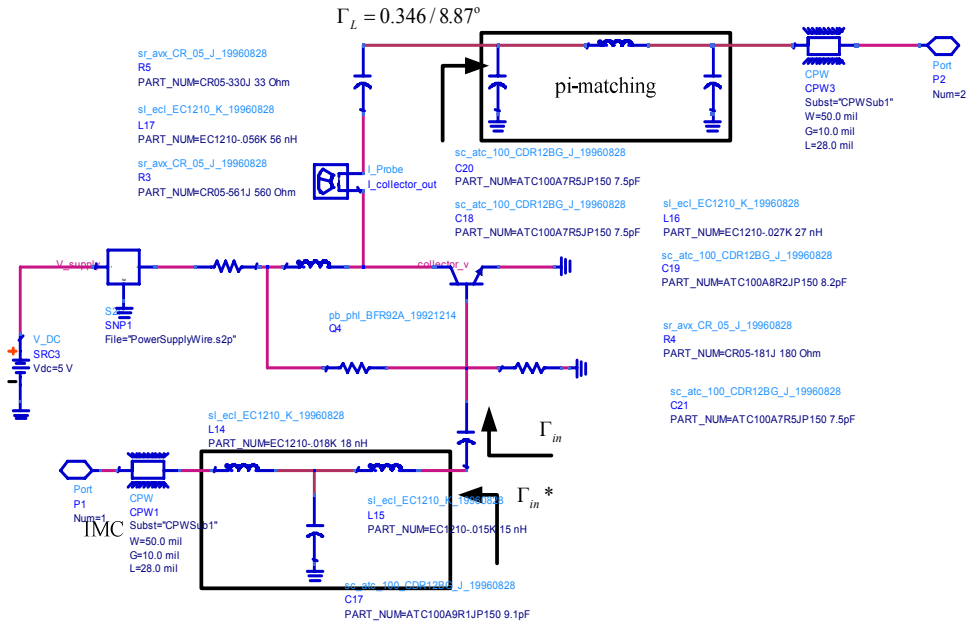 Γ_L = 0.346 / 8.87°
sr_avx_CR_05_J_19960828
R5
PART_NUM=CR05-330J 33 Ohm
sl_ecl_EC1210_K_19960828
L17
PART_NUM=EC1210-.056K 56 nH
sr_avx_CR_05_J_19960828
R3
PART_NUM=CR05-561J 560 Ohm
I_Probe
I_collector_out
pi-matching
CPW
CPW3
Subst="CPWSub1"
W=50.0 mil
G=10.0 mil
L=28.0 mil
Port
P2
Num=2
sc_atc_100_CDR12BG_J_19960828
C20
PART_NUM=ATC100A7R5JP150 7.5pF
sc_atc_100_CDR12BG_J_19960828
C18
PART_NUM=ATC100A7R5JP150 7.5pF
sl_ecl_EC1210_K_19960828
L16
PART_NUM=EC1210-.027K 27 nH
sc_atc_100_CDR12BG_J_19960828
C19
PART_NUM=ATC100A8R2JP150 8.2pF
sr_avx_CR_05_J_19960828
R4
PART_NUM=CR05-181J 180 Ohm
sc_atc_100_CDR12BG_J_19960828
C21
PART_NUM=ATC100A7R5JP150 7.5pF
V_supply
collector_v
SNP1
File="PowerSupplyWire.s2p"
pb_phl_BFR92A_19921214
Q4
V_DC
SRC3
Vdc=5 V
sl_ecl_EC1210_K_19960828
L14
PART_NUM=EC1210-.018K 18 nH
Γ_in
Γ_in *
Port
P1
Num=1
IMC
CPW
CPW1
Subst="CPWSub1"
W=50.0 mil
G=10.0 mil
L=28.0 mil
sl_ecl_EC1210_K_19960828
L15
PART_NUM=EC1210-.015K 15 nH
sc_atc_100_CDR12BG_J_19960828
C17
PART_NUM=ATC100A9R1JP150 9.1pF